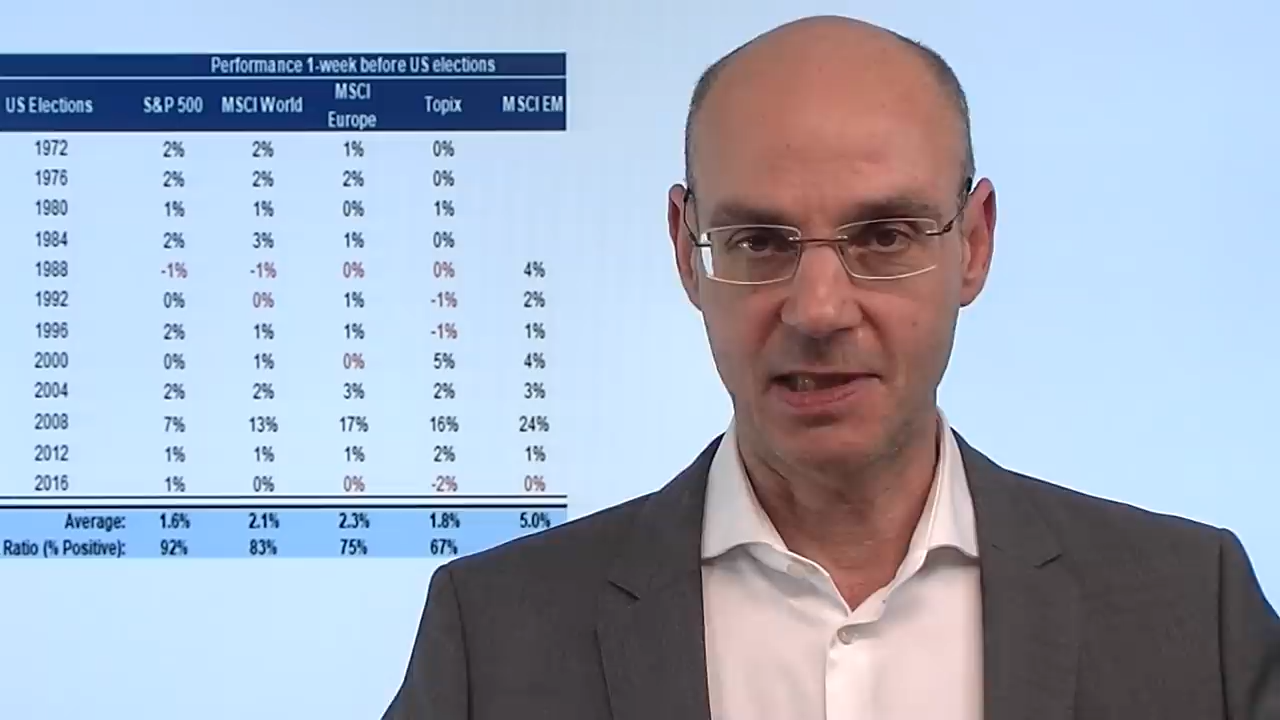 Performance 1-week before US elections
US Elections S&P 500 MSCI World MSCI Europe Topix MSCI EM
1972 2% 2% 1% 0%
1976 2% 2% 2% 0%
1980 1% 1% 0% 1%
1984 2% 3% 1% 0%
1988 -1% -1% 0% 0% 4%
1992 0% 0% 1% -1% 2%
1996 2% 1% 1% -1% 1%
2000 0% 1% 0% 5% 4%
2004 2% 2% 3% 2% 3%
2008 7% 13% 17% 16% 24%
2012 1% 1% 1% 2% 1%
2016 1% 0% 0% -2% 0%
Average: 1.6% 2.1% 2.3% 1.8% 5.0%
Ratio (% Positive): 92% 83% 75% 67%